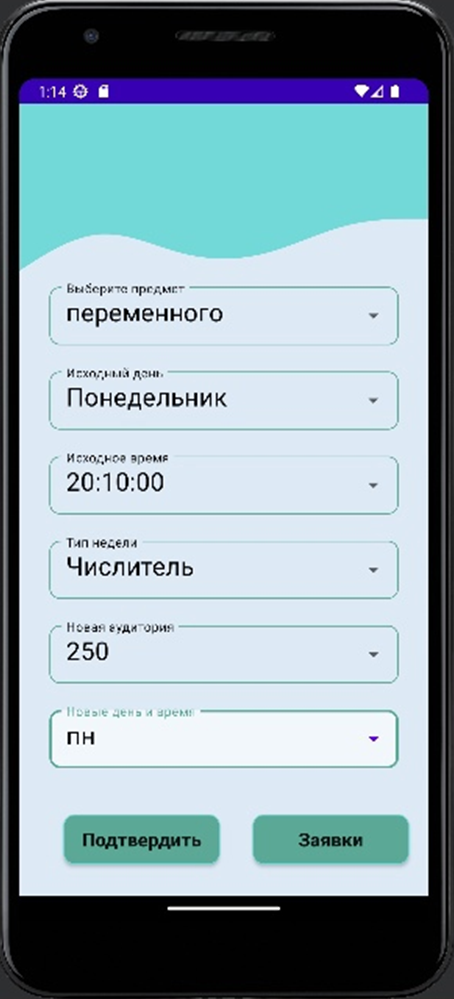 1:14
Выберите предмет
переменного
Исходный день
Понедельник
Исходное время
20:10:00
Тип недели
Числитель
Новая аудитория
250
Новые день и время
пн
Подтвердить Заявки